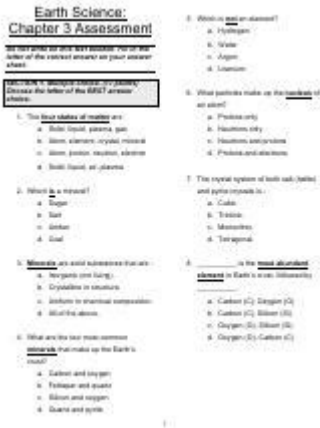 Earth Science:
Chapter 3 Assessment
Do not write on this test booklet. Fill in the
letter of the correct answer on your answer
sheet.
Choose the letter of the BEST answer
choice.
1. The four states of matter are:
a. Solid, liquid, plasma, gas
b. Atom, element, crystal, mineral
c. Atom, proton, neutron, electron
d. Solid, liquid, air, plasma
2. Which is a mineral?
a. Sugar
b. Salt
c. Amber
d. Coal
3. Minerals are solid substances that are:
a. Inorganic (non living)
b. Crystalline in structure
c. Uniform in chemical composition
d. All of the above
4. What are the two most common
minerals that make up the Earth's
crust?
a. Carbon and oxygen
b. Feldspar and quartz
c. Silicon and oxygen
d. Quartz and pyrite
5. Which is not an element?
a. Hydrogen
b. Water
c. Argon
d. Uranium
6. What particles make up the nucleus of
an atom?
a. Protons only
b. Neutrons only
c. Neutrons and protons
d. Protons and electrons
7. The crystal system of both salt (halite)
and pyrite crystals is:
a. Cubic
b. Triclinic
c. Monoclinic
d. Tetragonal
8. ________ is the most abundant
element in Earth's crust, followed by
________.
a. Carbon (C), Oxygen (O)
b. Carbon (C), Silicon (Si)
c. Oxygen (O), Silicon (Si)
d. Oxygen (O), Carbon (C)
1